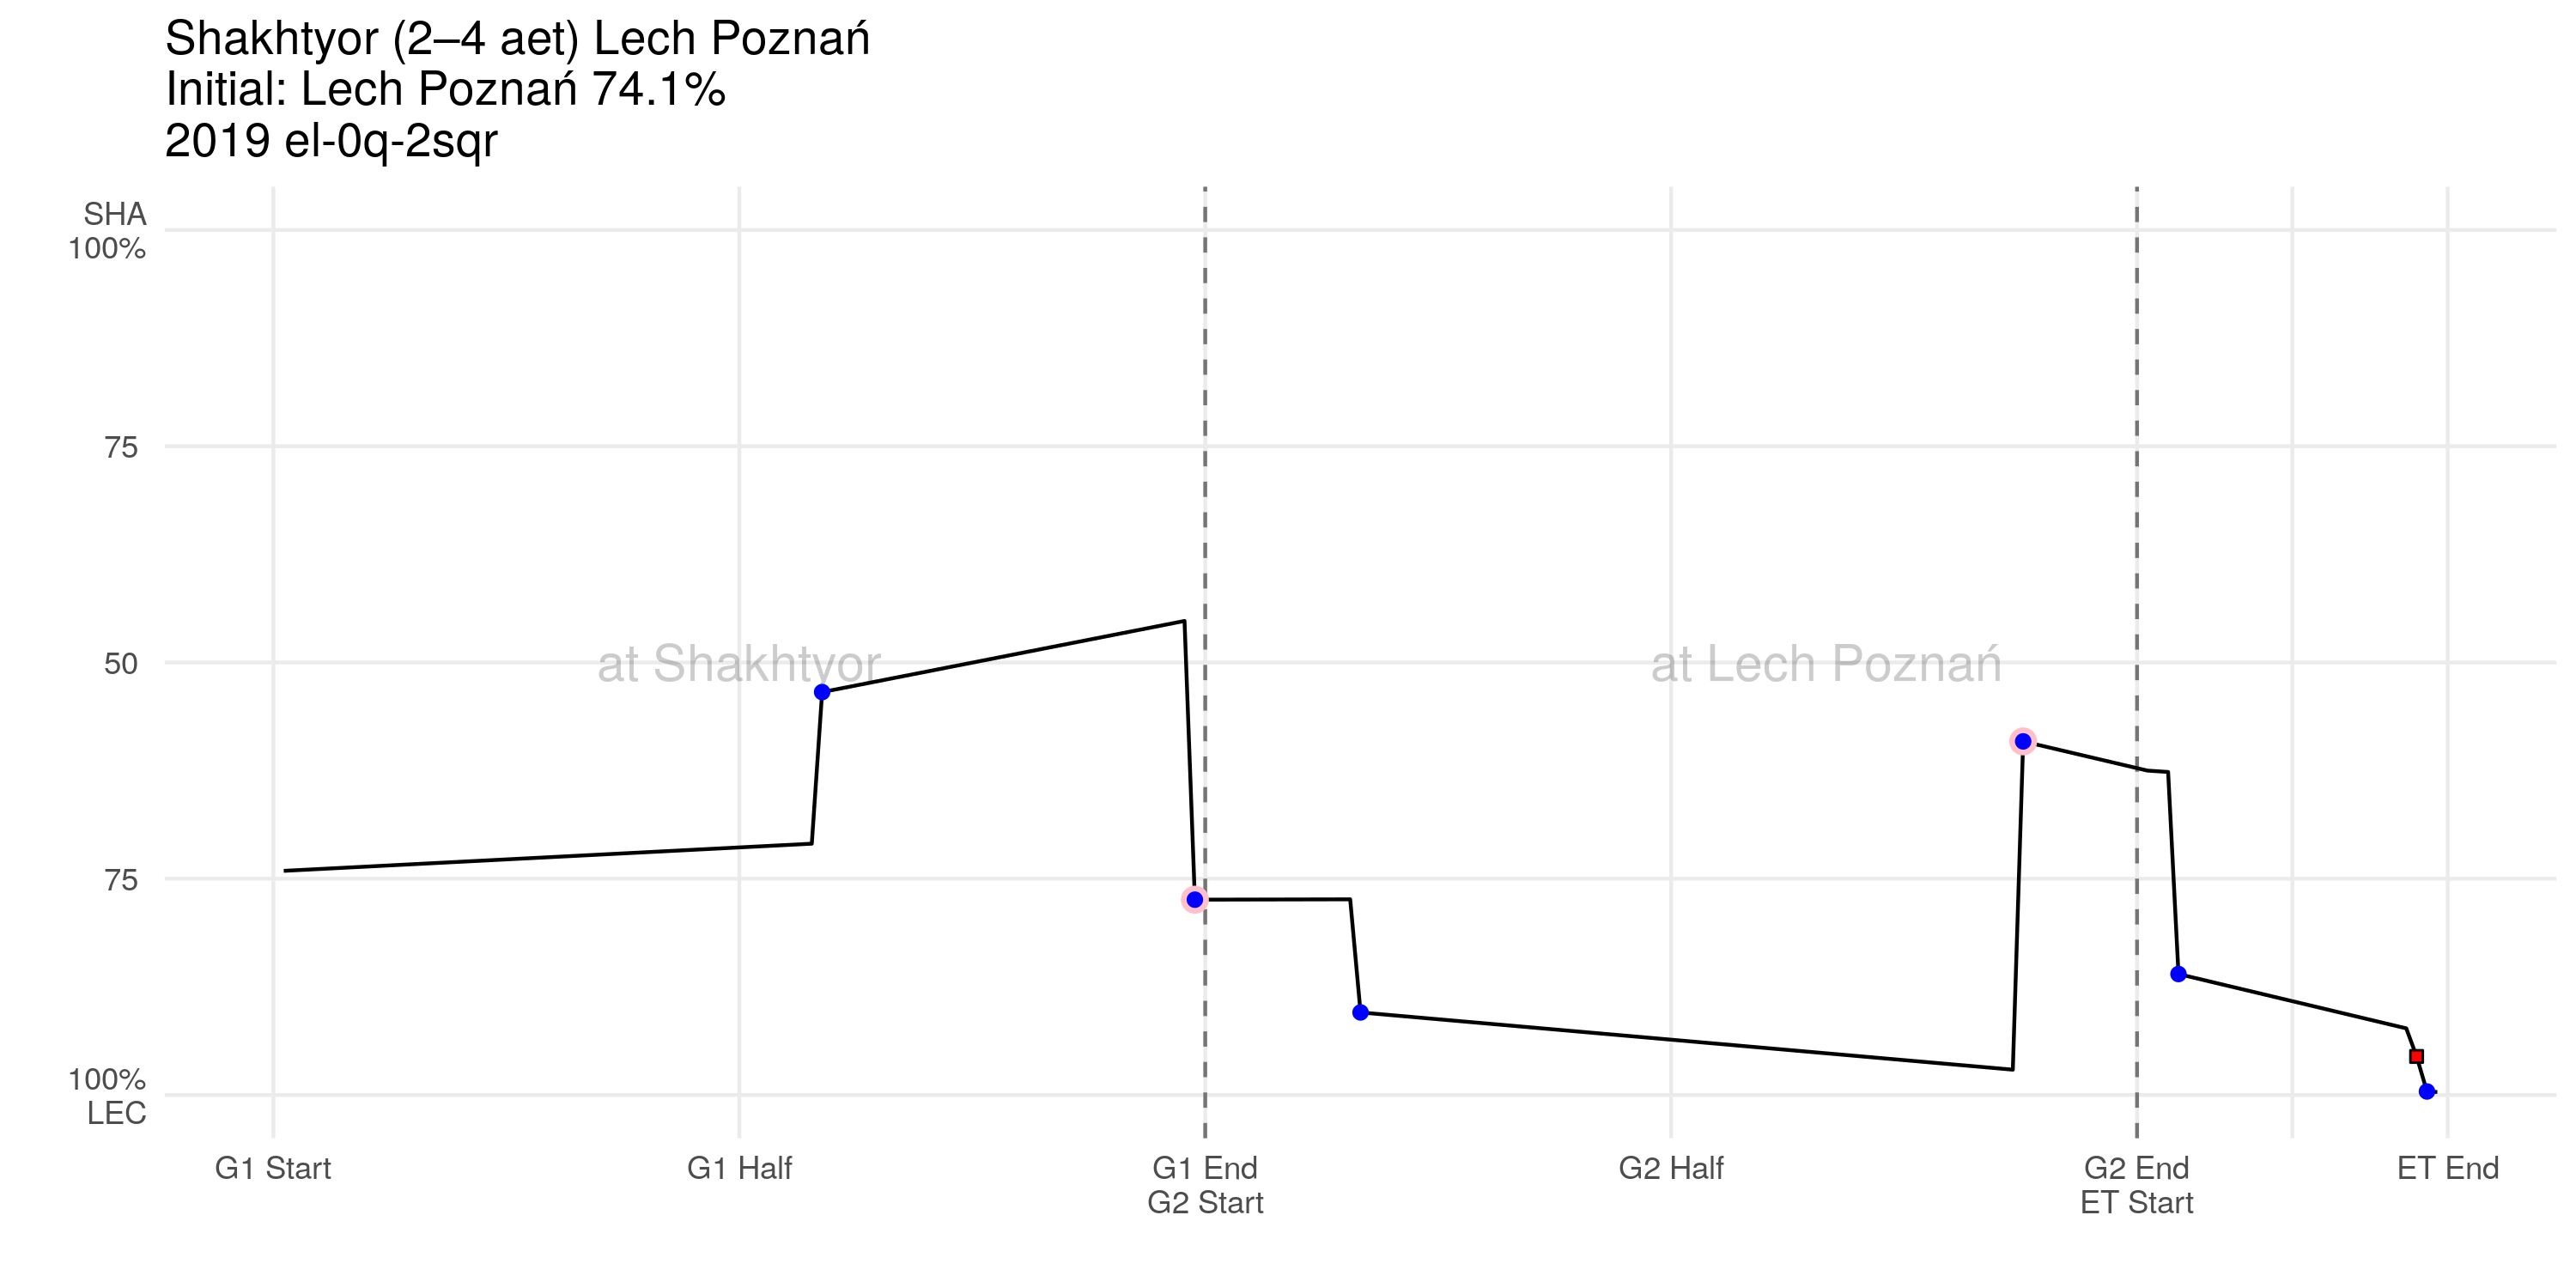 Shakhtyor (2–4 aet) Lech Poznań
Initial: Lech Poznań 74.1%
2019 el-0q-2sqr
SHA
100%
75
50
75
100%
LEC
at Shakhtyor
at Lech Poznań
G1 Start
G1 Half
G1 End
G2 Start
G2 Half
G2 End
ET Start
ET End